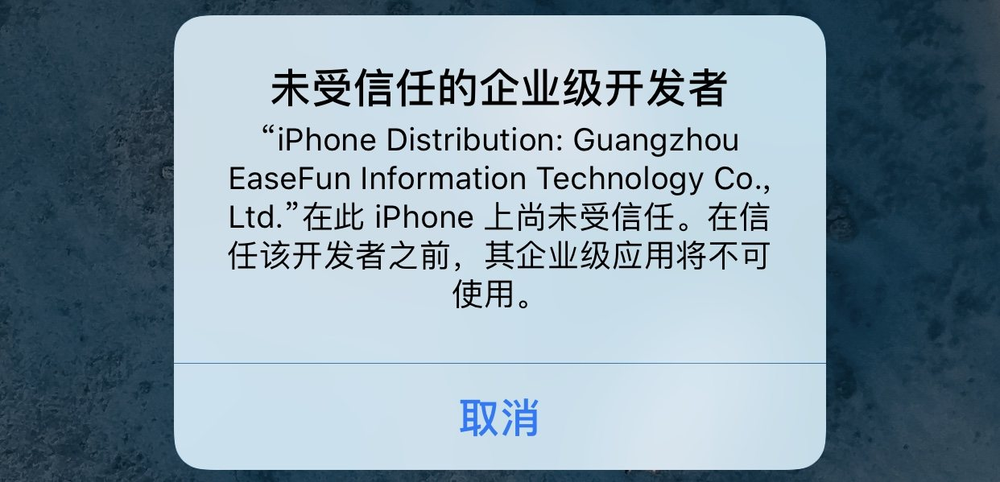 未受信任的企业级开发者
“iPhone Distribution: Guangzhou
EaseFun Information Technology Co.,
Ltd.”在此 iPhone 上尚未受信任。在信
任该开发者之前，其企业级应用将不可
使用。
取消